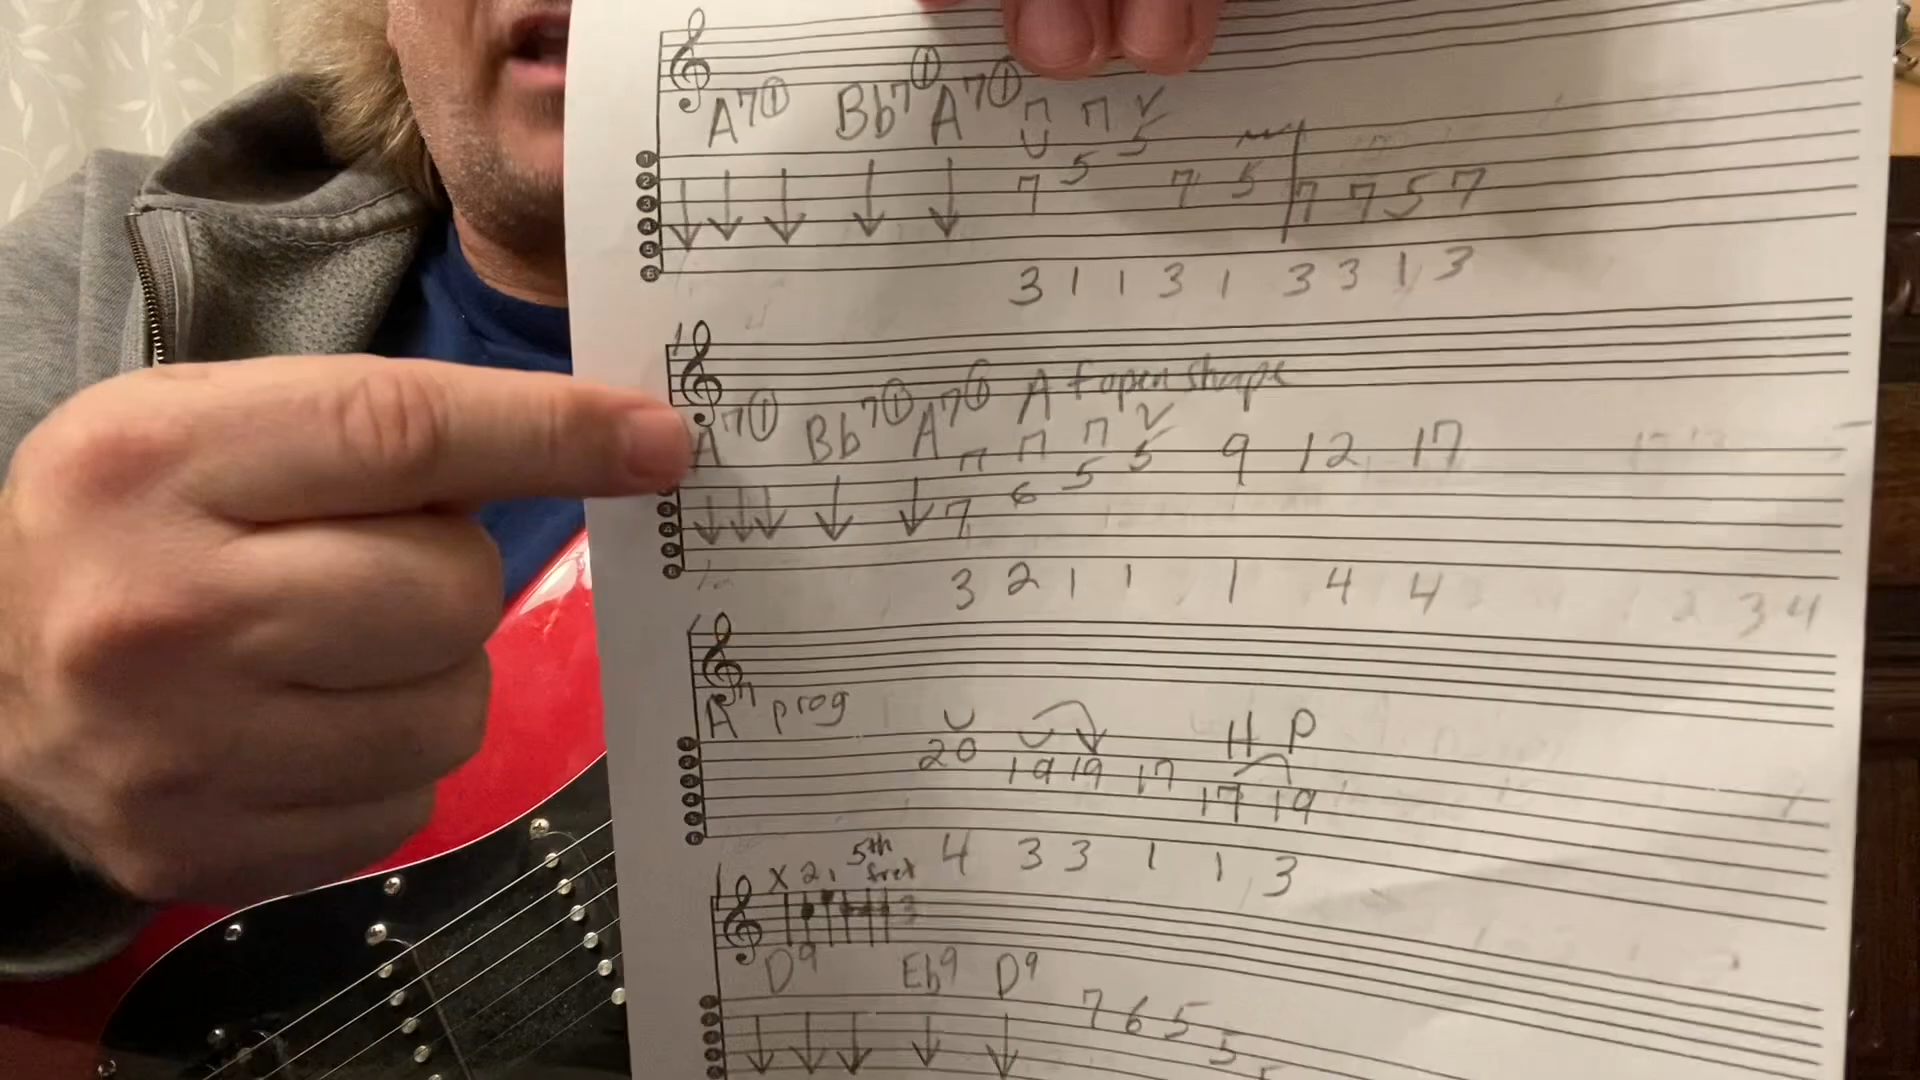 A7① Bb7① A7①
5
5
7 7 5 7 7 5 7
3 1 1 3 1 3 3 1 3
A7① Bb7① A7① A f open shape
7 6 5 5 9 12 17
3 2 1 1 1 4 4
A7 prog H P
20 19 19 17 17 19
4 3 3 1 1 3
X 2 1 5th fret 3
D9 Eb9 D9
7 6 5 5